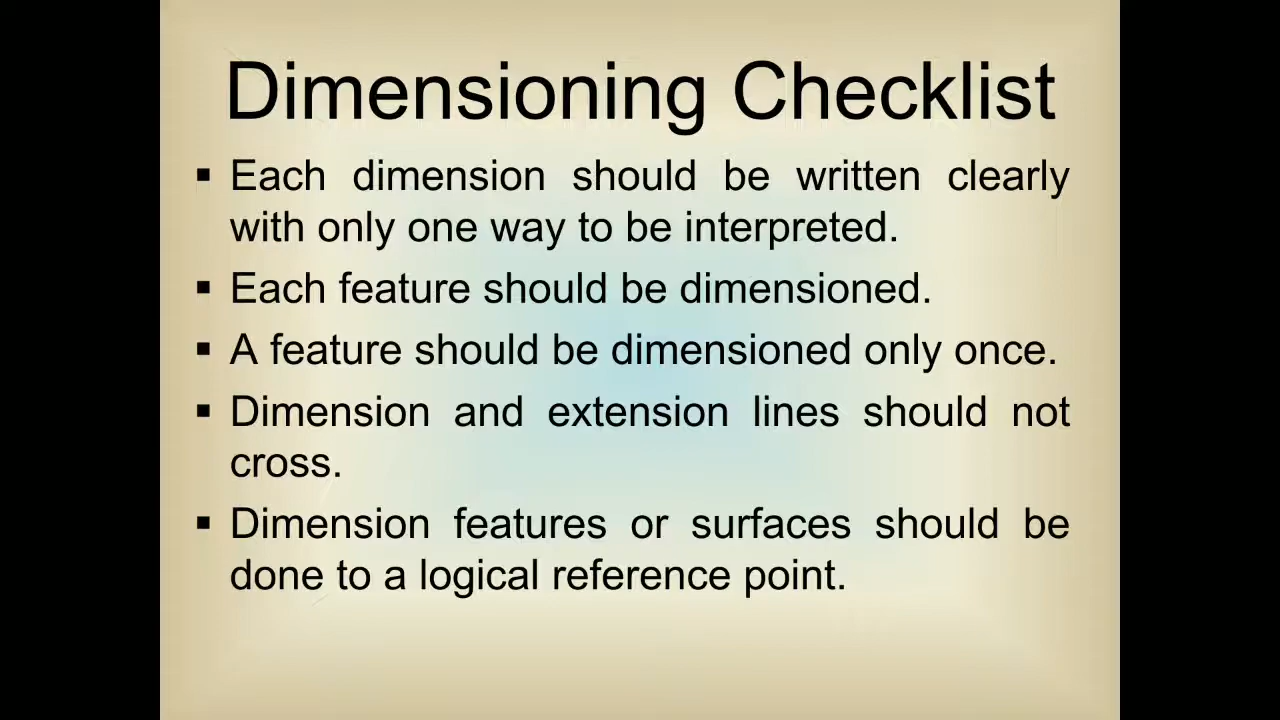 Dimensioning Checklist
▪ Each dimension should be written clearly
with only one way to be interpreted.
▪ Each feature should be dimensioned.
▪ A feature should be dimensioned only once.
▪ Dimension and extension lines should not
cross.
▪ Dimension features or surfaces should be
done to a logical reference point.